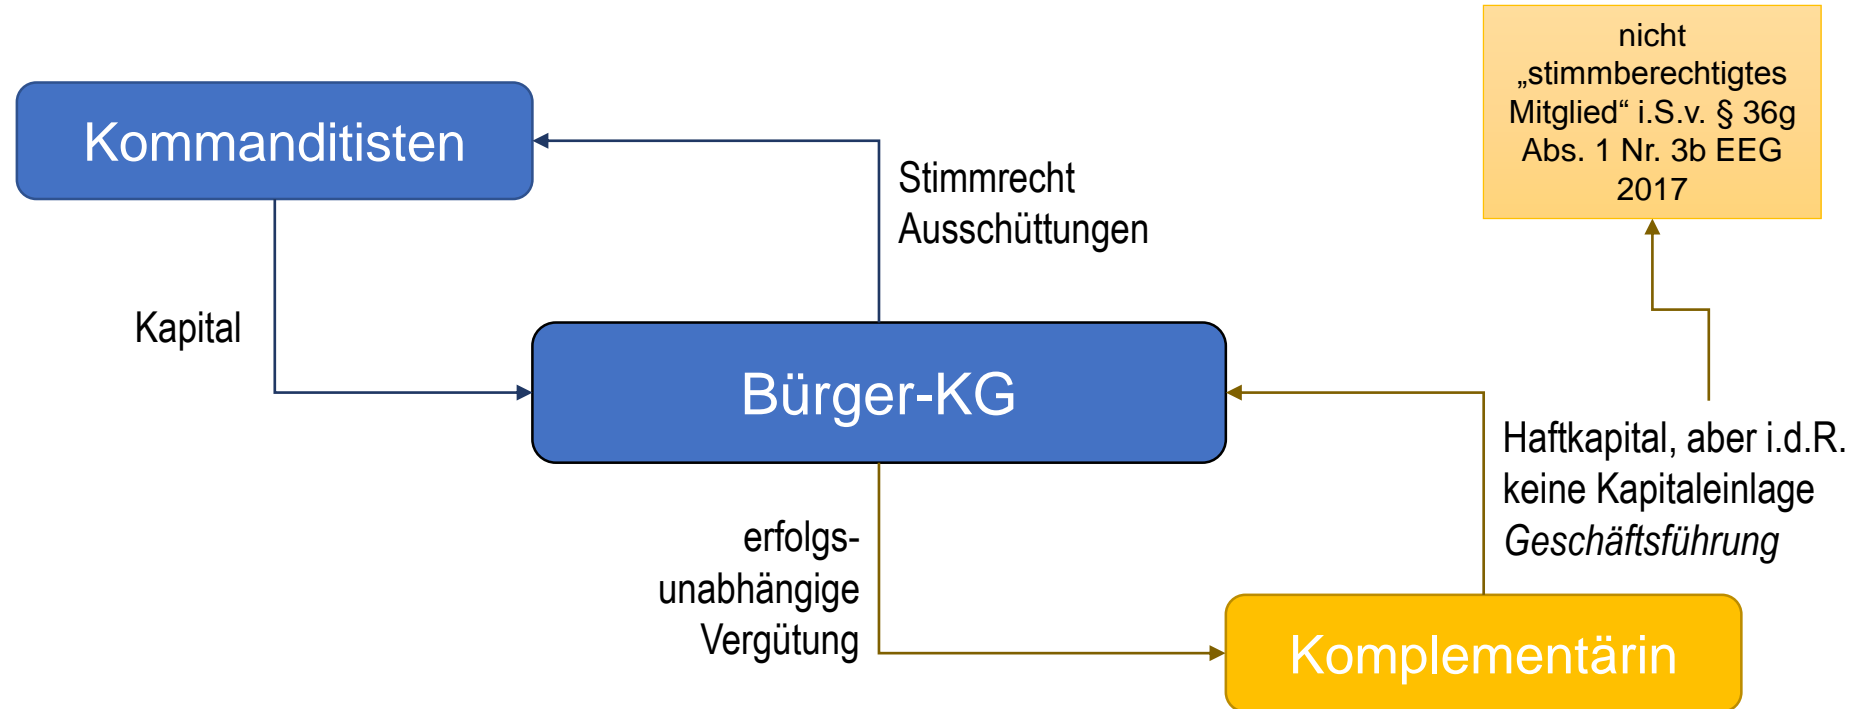 nicht
„stimmberechtigtes
Mitglied“ i.S.v. § 36g
Abs. 1 Nr. 3b EEG
2017
Kommanditisten
Stimmrecht
Ausschüttungen
Kapital
Bürger-KG
Haftkapital, aber i.d.R.
keine Kapitaleinlage
Geschäftsführung
erfolgs-
unabhängige
Vergütung
Komplementärin